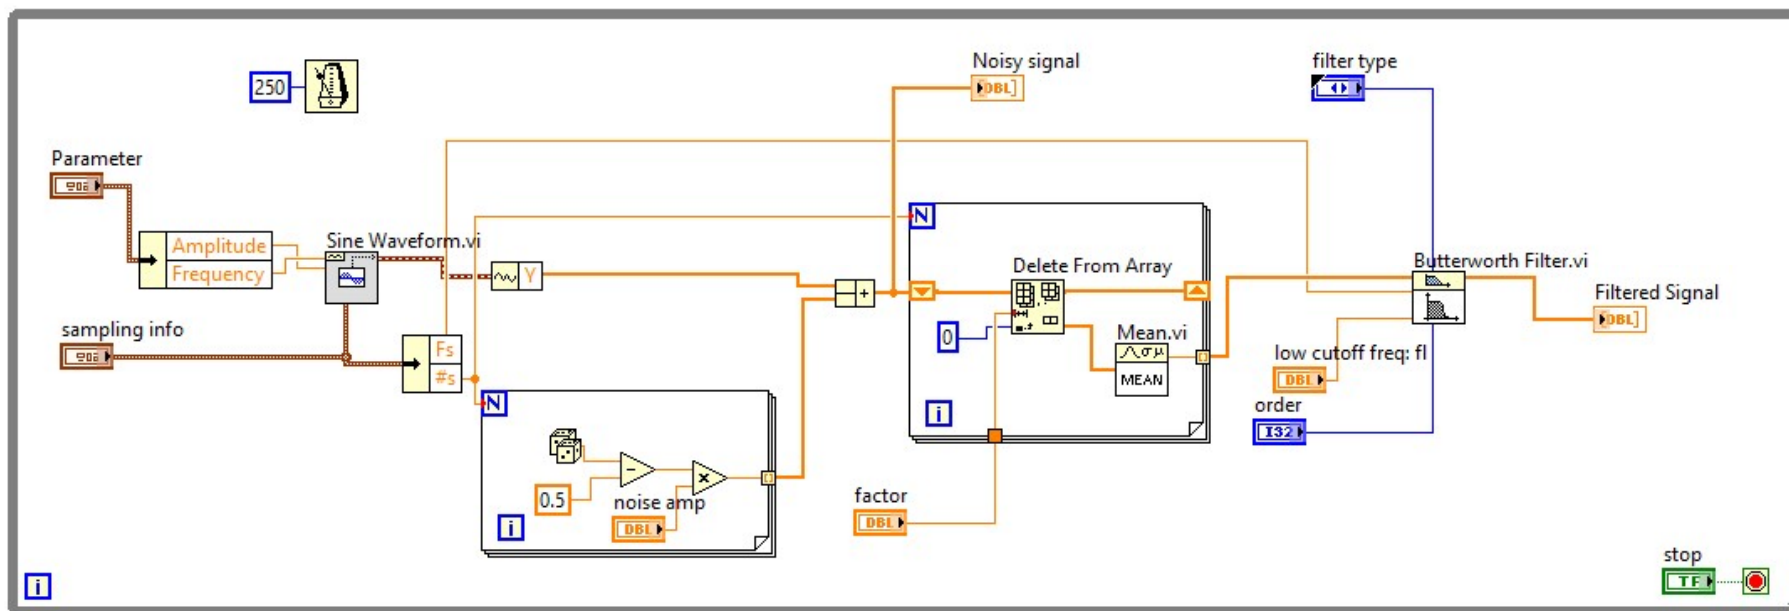 Noisy signal
DBL]
filter type
250
Parameter
Amplitude
Frequency
Sine Waveform.vi
Y
N
Delete From Array
Butterworth Filter.vi
Filtered Signal
DBL]
sampling info
Fs
#s
0
Mean.vi
σμ
MEAN
low cutoff freq: fl
DBL
N
i
order
I32
-
x
+
0.5
noise amp
DBL
i
factor
DBL
stop
TF
i